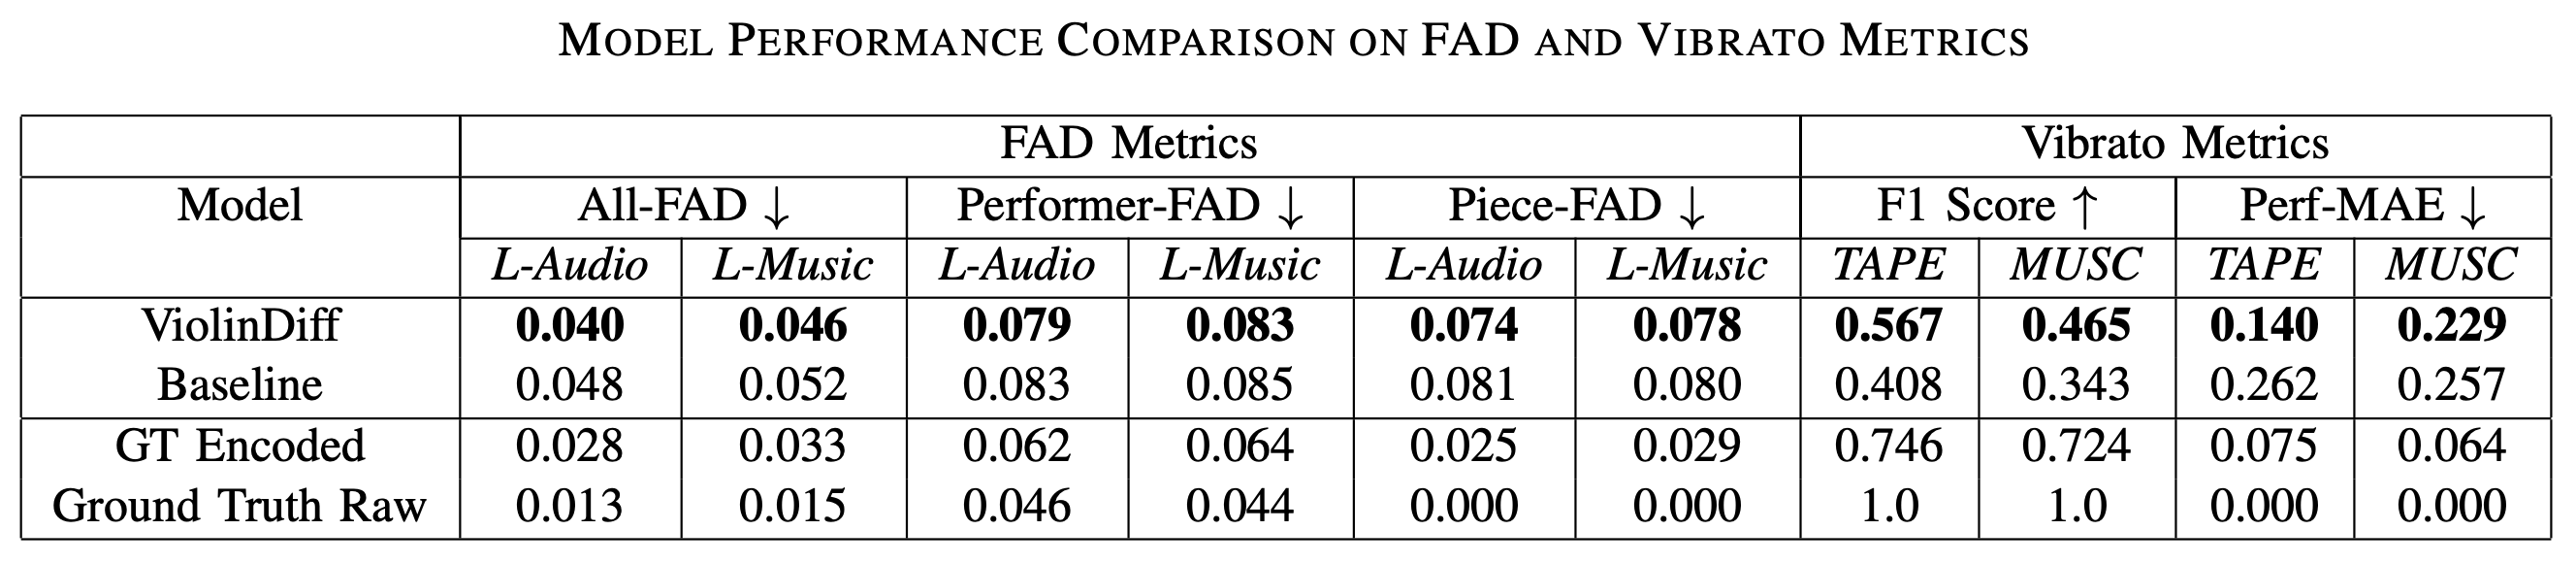 MODEL PERFORMANCE COMPARISON ON FAD AND VIBRATO METRICS
FAD Metrics Vibrato Metrics
Model All-FAD ↓ Performer-FAD ↓ Piece-FAD ↓ F1 Score ↑ Perf-MAE ↓
L-Audio L-Music L-Audio L-Music L-Audio L-Music TAPE MUSC TAPE MUSC
ViolinDiff 0.040 0.046 0.079 0.083 0.074 0.078 0.567 0.465 0.140 0.229
Baseline 0.048 0.052 0.083 0.085 0.081 0.080 0.408 0.343 0.262 0.257
GT Encoded 0.028 0.033 0.062 0.064 0.025 0.029 0.746 0.724 0.075 0.064
Ground Truth Raw 0.013 0.015 0.046 0.044 0.000 0.000 1.0 1.0 0.000 0.000